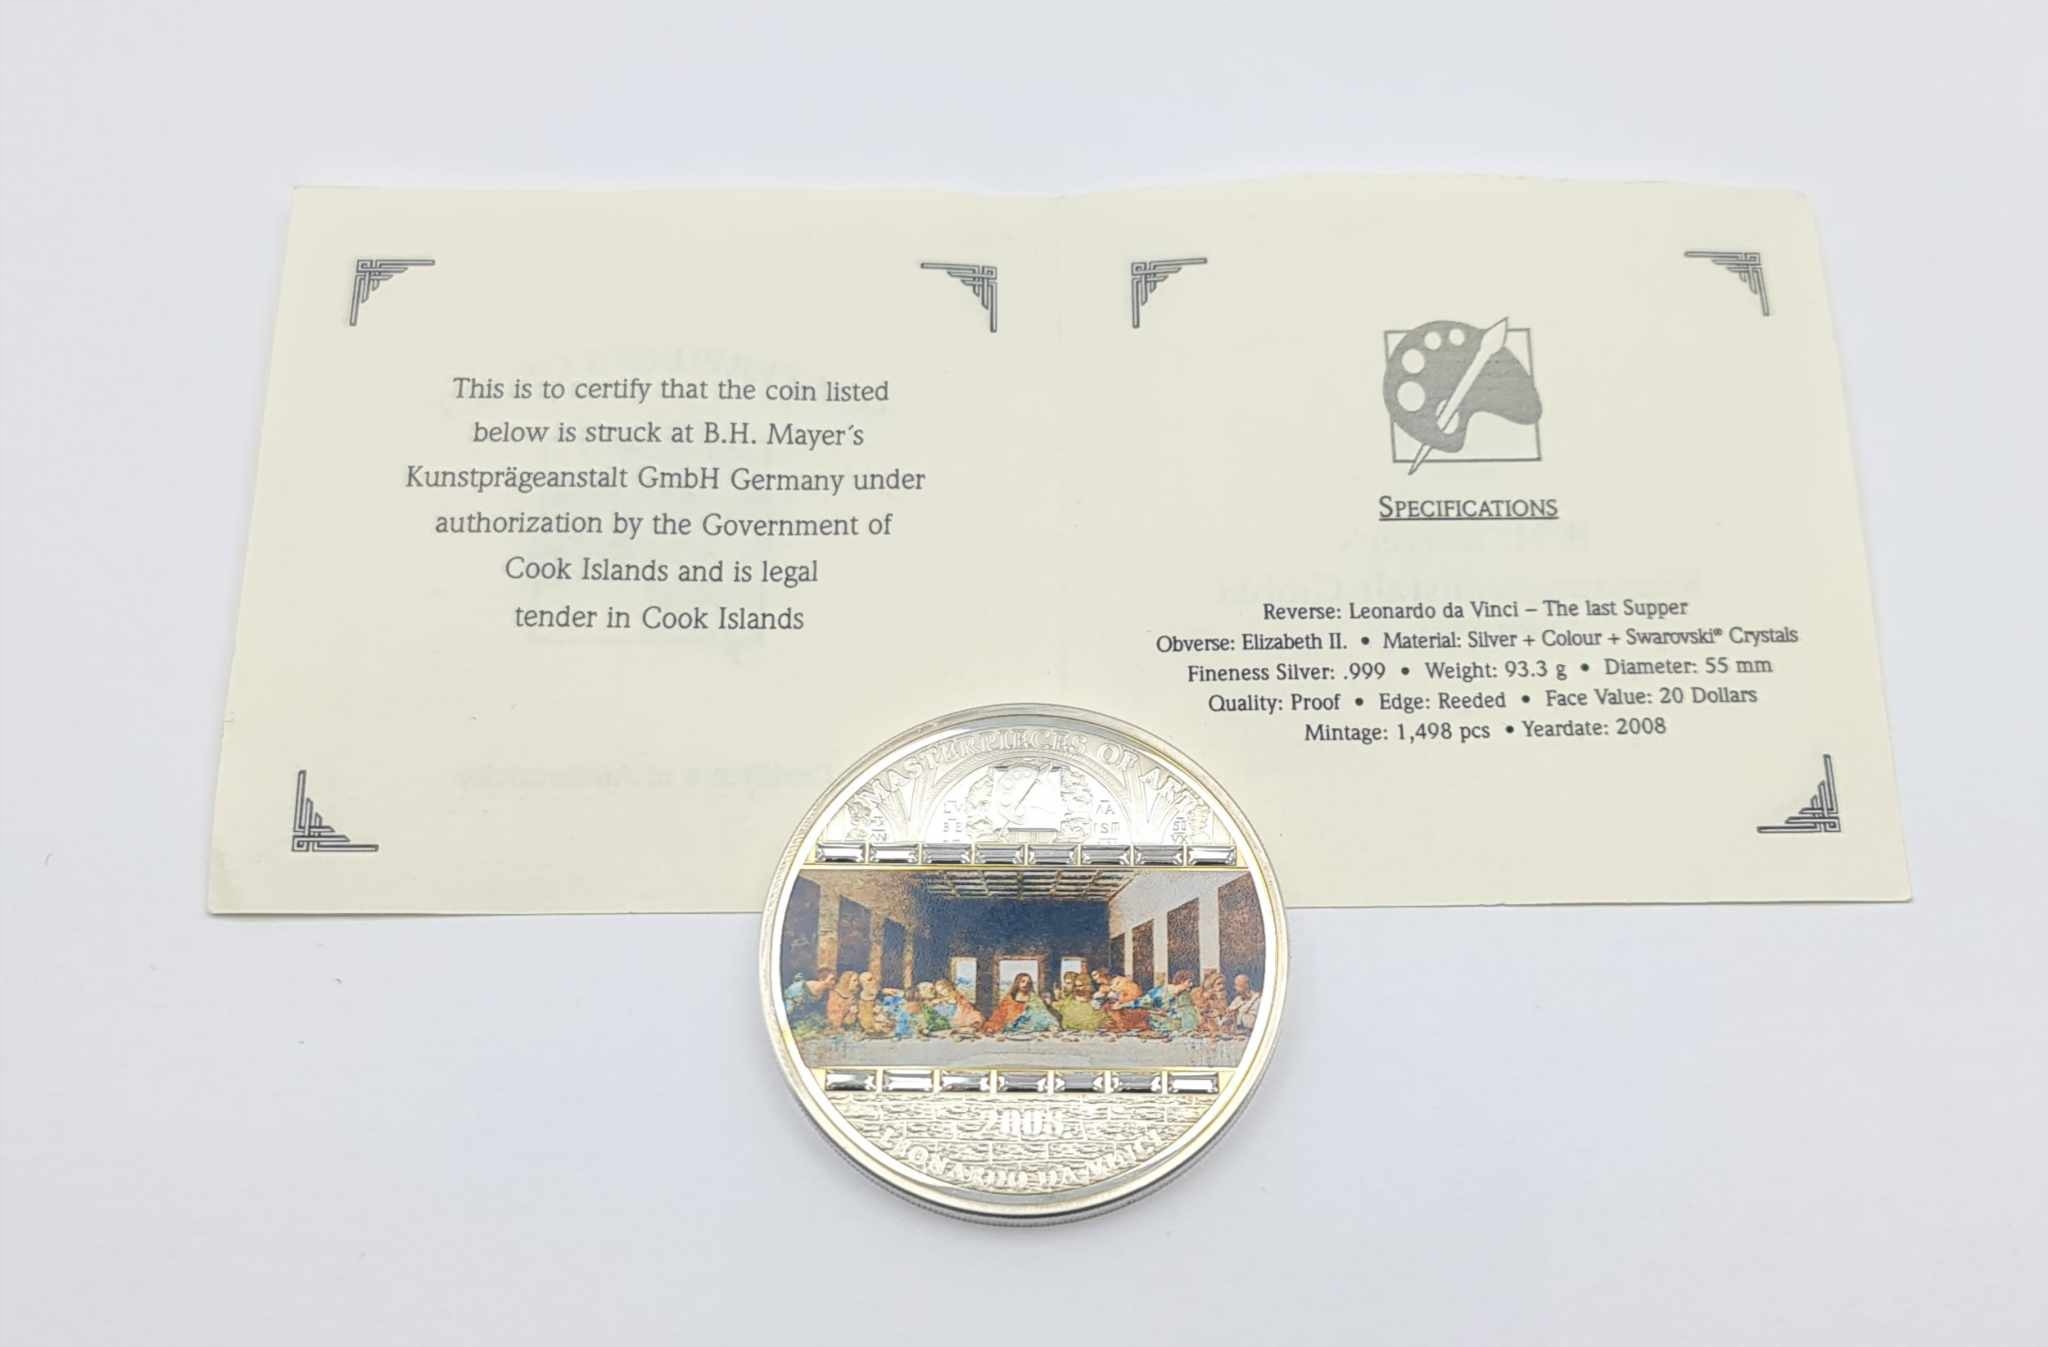 This is to certify that the coin listed
below is struck at B.H. Mayer´s
Kunstprägeanstalt GmbH Germany under
authorization by the Government of
Cook Islands and is legal
tender in Cook Islands
SPECIFICATIONS
Reverse: Leonardo da Vinci – The last Supper
Obverse: Elizabeth II. • Material: Silver + Colour + Swarovski® Crystals
Fineness Silver: .999 • Weight: 93.3 g • Diameter: 55 mm
Quality: Proof • Edge: Reeded • Face Value: 20 Dollars
Mintage: 1,498 pcs • Yeardate: 2008
MASTERPIECES OF ART
2008
LEONARDO DA VINCI